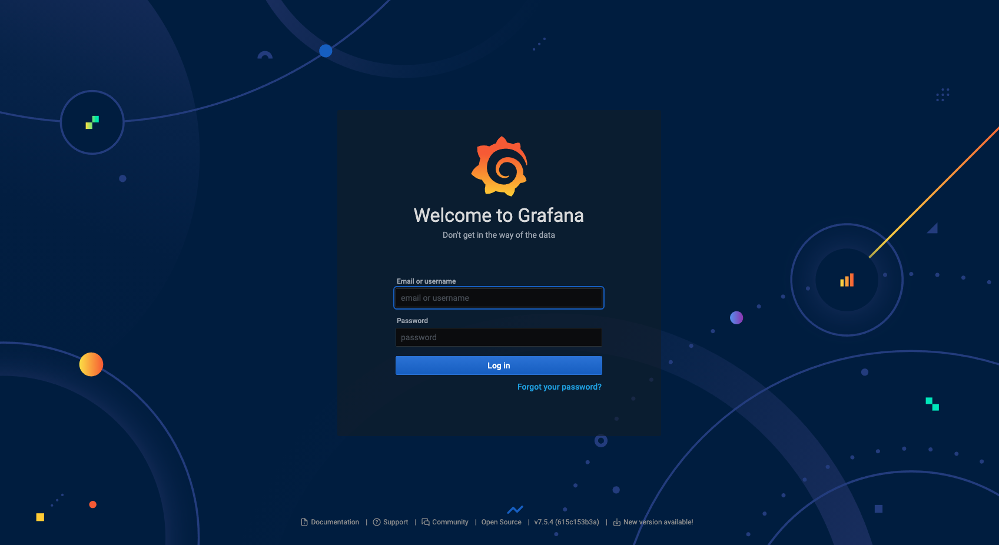 Welcome to Grafana
Don't get in the way of the data
Email or username
email or username
Password
password
Log in
Forgot your password?
Documentation | Support | Community | Open Source | v7.5.4 (615c153b3a) | New version available!